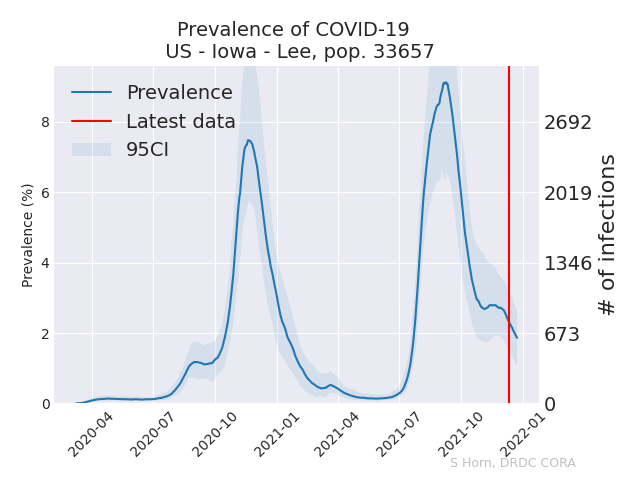 Prevalence of COVID-19
US - Iowa - Lee, pop. 33657
Prevalence
Latest data
95CI
Prevalence (%)
8
6
4
2
0
2692
2019
1346
673
0
# of infections
2020-04
2020-07
2020-10
2021-01
2021-04
2021-07
2021-10
2022-01
S Horn, DRDC CORA